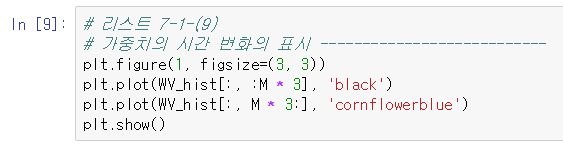 In [9]:
# 리스트 7-1-(9)
# 가중치의 시간 변화의 표시 ---------------------------
plt.figure(1, figsize=(3, 3))
plt.plot(WV_hist[:, :M * 3], 'black')
plt.plot(WV_hist[:, M * 3:], 'cornflowerblue')
plt.show()